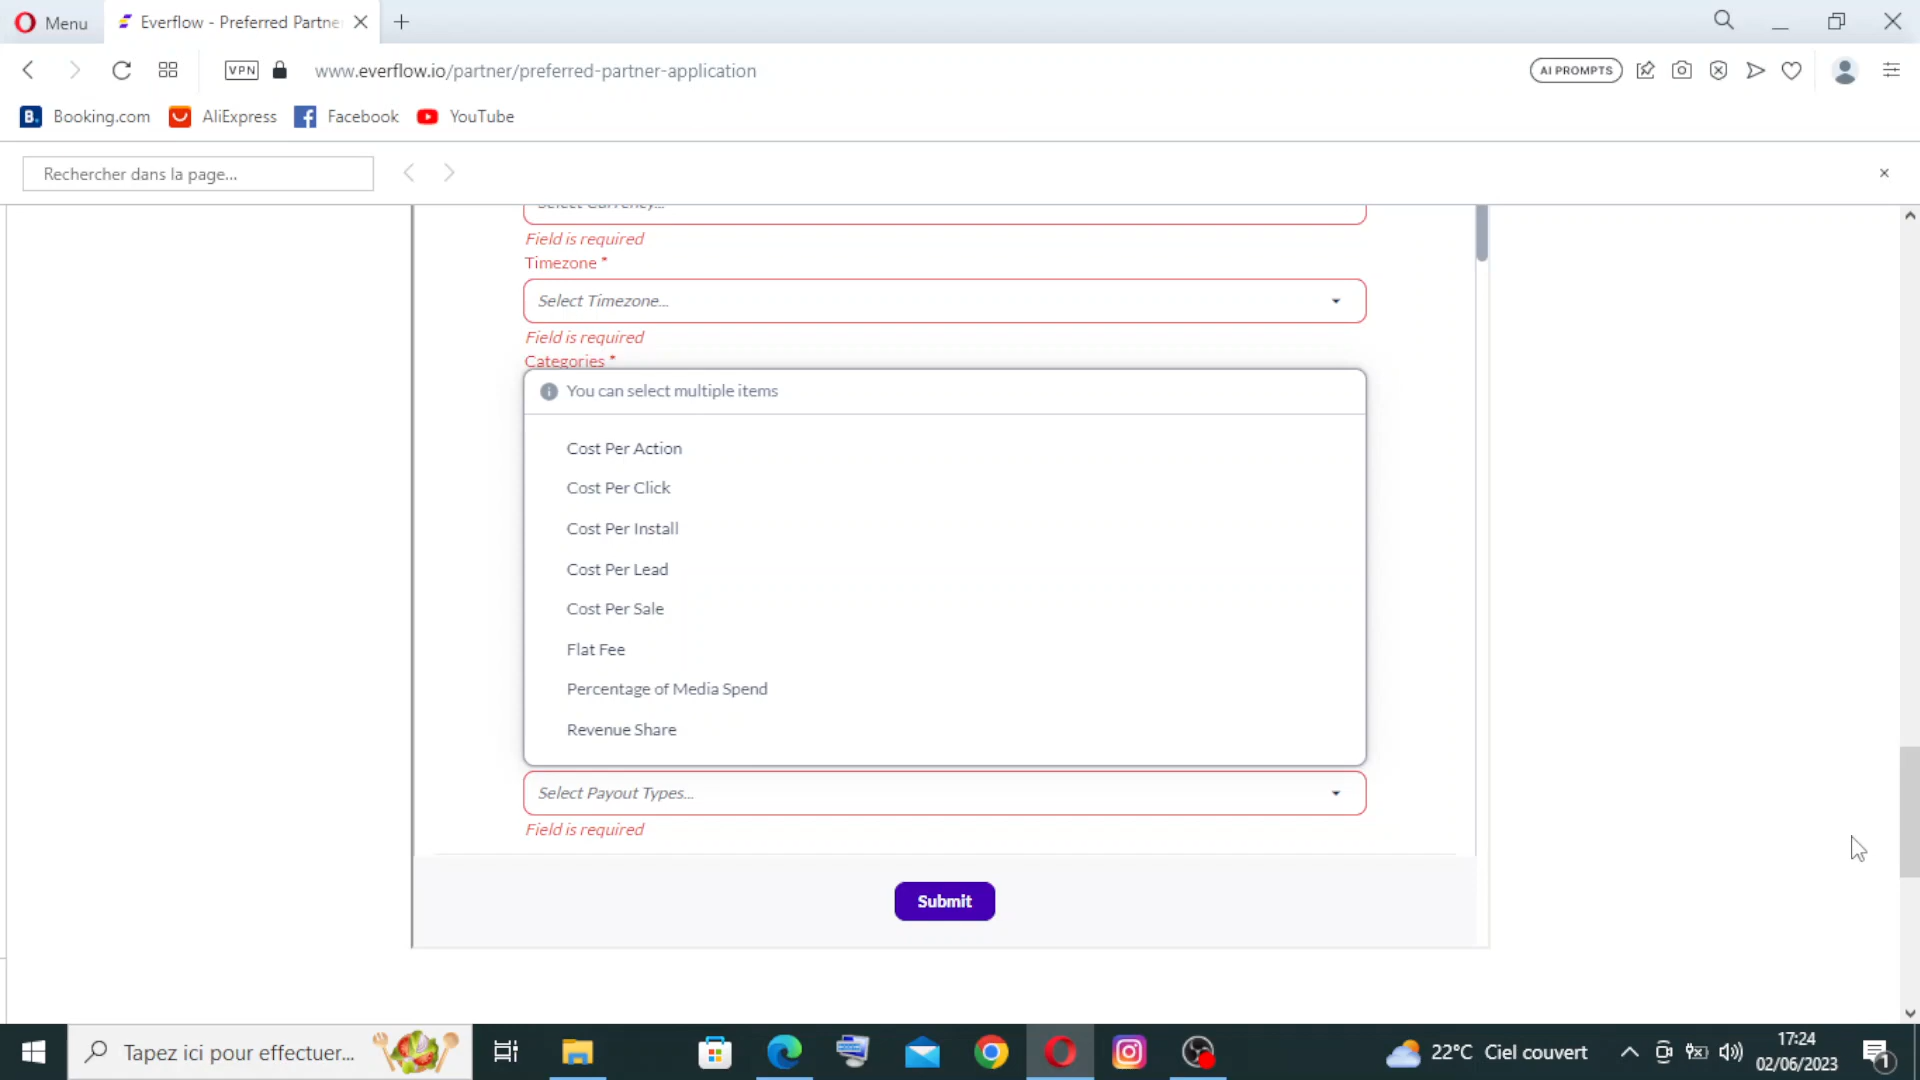 Menu
Everflow - Preferred Partne
VPN
www.everflow.io/partner/preferred-partner-application
AI PROMPTS
B.
Booking.com
AliExpress
Facebook
YouTube
Rechercher dans la page...
Select Currency...
Field is required
Timezone *
Select Timezone...
Field is required
Categories *
You can select multiple items
Cost Per Action
Cost Per Click
Cost Per Install
Cost Per Lead
Cost Per Sale
Flat Fee
Percentage of Media Spend
Revenue Share
Select Payout Types...
Field is required
Submit
Tapez ici pour effectuer...
22°C Ciel couvert
17:24
02/06/2023
1